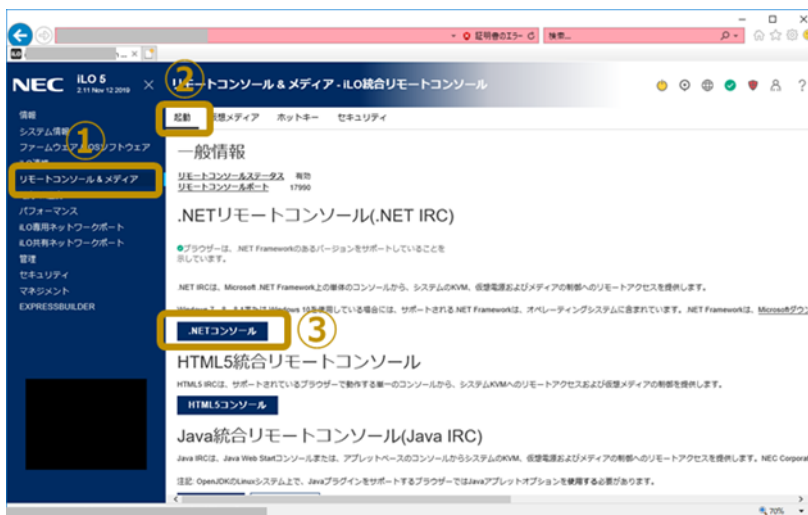 証明書のエラー
検索...
iLO
NEC iLO 5
2.11 Nov 12 2019
リモートコンソール & メディア - iLO統合リモートコンソール
②
起動 仮想メディア ホットキー セキュリティ
情報
システム情報
ファームウェア & OSソフトウェア
①
リモートコンソール & メディア
パフォーマンス
iLO専用ネットワークポート
iLO共有ネットワークポート
管理
セキュリティ
マネジメント
EXPRESSBUILDER
一般情報
リモートコンソールステータス 有効
リモートコンソールポート 17990
.NETリモートコンソール(.NET IRC)
ブラウザーは、.NET Frameworkのあるバージョンをサポートしていることを
示しています。
.NET IRCは、Microsoft .NET Framework上の単体のコンソールから、システムのKVM、仮想電源およびメディアの制御へのリモートアクセスを提供します。
Windows 7、8、8.1または Windows 10を使用している場合には、サポートされる.NET Frameworkは、オペレーティングシステムに含まれています。.NET Frameworkは、Microsoftダウン
.NETコンソール
③
HTML5統合リモートコンソール
HTML5 IRCは、サポートされているブラウザーで動作する単一のコンソールから、システムKVMへのリモートアクセスおよび仮想メディアの制御を提供します。
HTML5コンソール
Java統合リモートコンソール(Java IRC)
Java IRCは、Java Web Startコンソールまたは、アプレットベースのコンソールからシステムのKVM、仮想電源およびメディアの制御へのリモートアクセスを提供します。NEC Corporat
注記: OpenJDKのLinuxシステム上で、Javaプラグインをサポートするブラウザーではjavaアプレットオプションを使用する必要があります。
70%